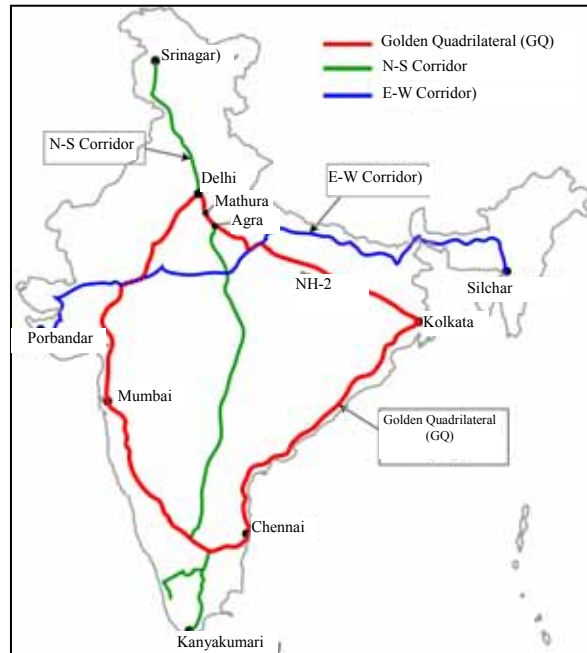 Srinagar)
Golden Quadrilateral (GQ)
N-S Corridor
E-W Corridor)
N-S Corridor
Delhi
E-W Corridor)
Mathura
Agra
NH-2
Silchar
Kolkata
Porbandar
Mumbai
Golden Quadrilateral
(GQ)
Chennai
Kanyakumari